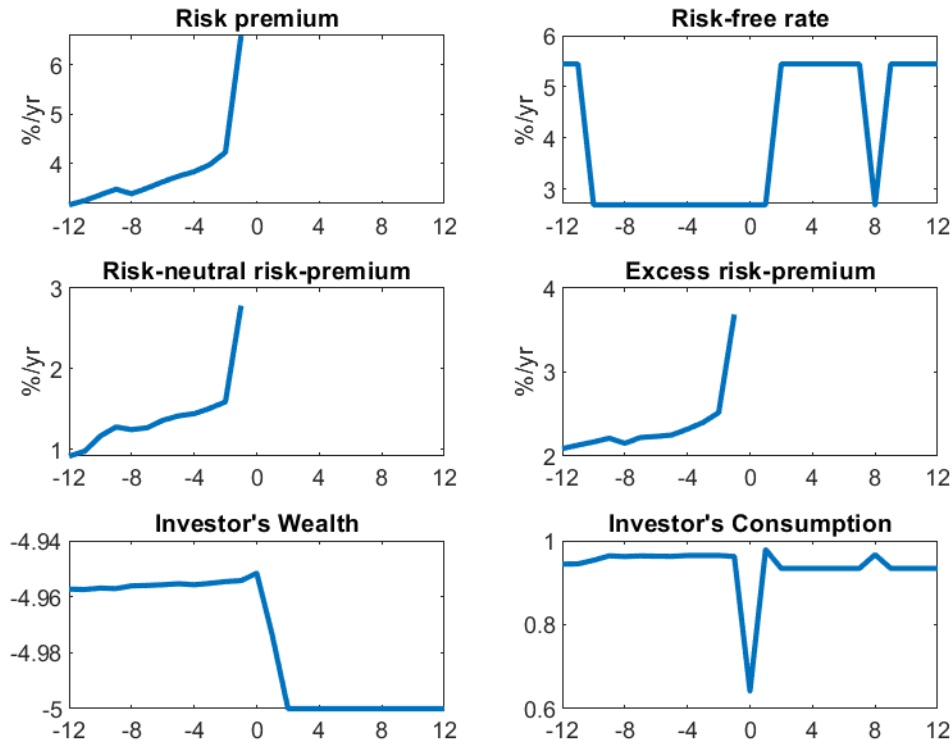 Risk premium
%/yr
6
5
4
-12 -8 -4 0 4 8 12
Risk-free rate
%/yr
6
5
4
3
-12 -8 -4 0 4 8 12
Risk-neutral risk-premium
%/yr
3
2
1
-12 -8 -4 0 4 8 12
Excess risk-premium
%/yr
4
3
2
-12 -8 -4 0 4 8 12
Investor's Wealth
-4.94
-4.96
-4.98
-5
-12 -8 -4 0 4 8 12
Investor's Consumption
1
0.8
0.6
-12 -8 -4 0 4 8 12